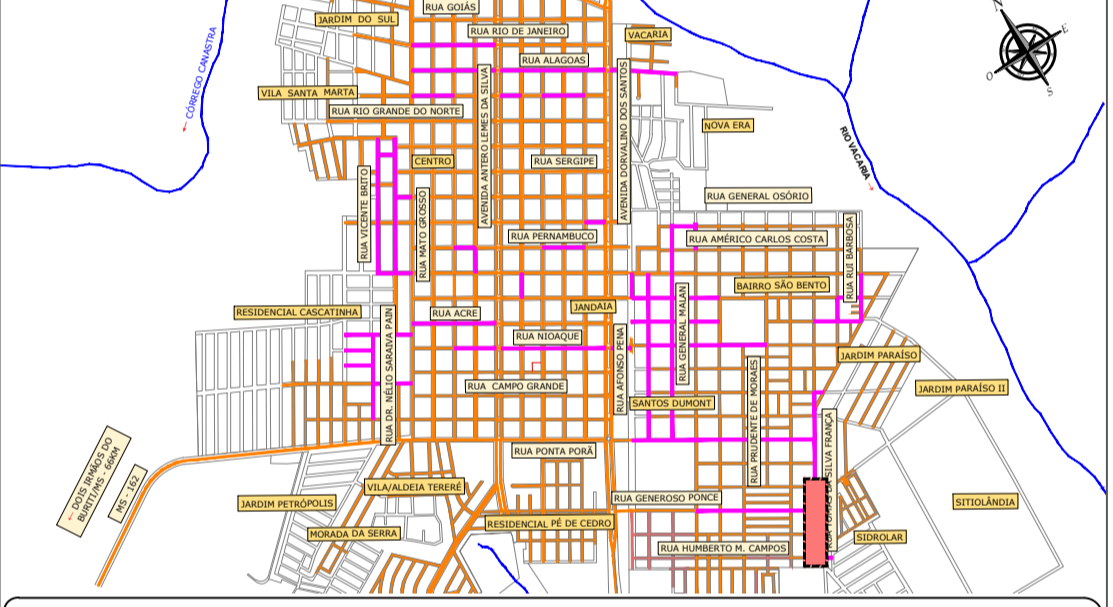 RUA GOIÁS
JARDIM DO SUL
RUA RIO DE JANEIRO
VACARIA
N
E
O
S
← CÓRREGO CANASTRA
RUA ALAGOAS
VILA SANTA MARTA
RUA RIO GRANDE DO NORTE
AVENIDA ANTERO LEMES DA SILVA
AVENIDA DORVALINO DOS SANTOS
NOVA ERA
RIO VACARIA →
CENTRO
RUA SERGIPE
RUA VICENTE BRITO
RUA MATO GROSSO
RUA GENERAL OSÓRIO
RUA PERNAMBUCO
RUA AMÉRICO CARLOS COSTA
RUA RUI BARBOSA
BAIRRO SÃO BENTO
RESIDENCIAL CASCATINHA
RUA ACRE
JANDAIA
RUA GENERAL MALAN
RUA DR. NÉLIO SARAIVA PAIN
RUA NIOAQUE
RUA AFONSO PENA
JARDIM PARAÍSO
RUA CAMPO GRANDE
JARDIM PARAÍSO II
SANTOS DUMONT
RUA PRUDENTE DE MORAES
← DOIS IRMÃOS DO
BURITI/MS - 66KM
MS - 162
RUA PONTA PORÃ
SILVA FRANÇA
VILA/ALDEIA TERERÉ
JARDIM PETRÓPOLIS
RUA GENEROSO PONCE
SITIOLÂNDIA
MORADA DA SERRA
RESIDENCIAL PÉ DE CEDRO
RUA HUMBERTO M. CAMPOS
SIDROLAR